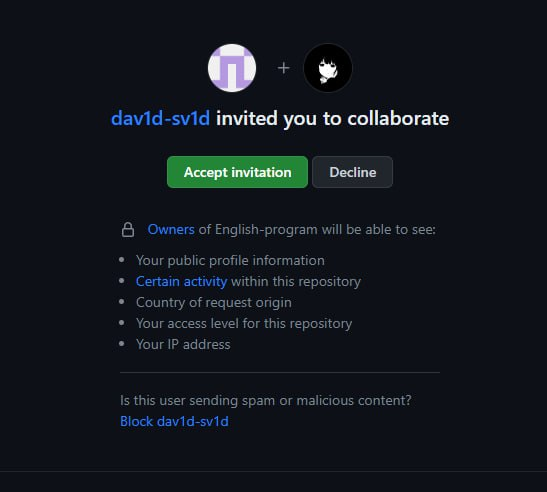 dav1d-sv1d invited you to collaborate
Accept invitation Decline
Owners of English-program will be able to see:
Your public profile information
Certain activity within this repository
Country of request origin
Your access level for this repository
Your IP address
Is this user sending spam or malicious content?
Block dav1d-sv1d